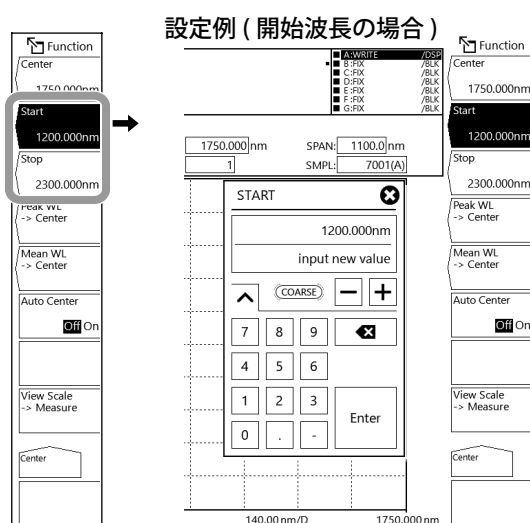 設定例 ( 開始波長の場合 )
Function
Center
1750.000nm
Start
1200.000nm
Stop
2300.000nm
Peak WL
-> Center
Mean WL
-> Center
Auto Center
Off On
View Scale
-> Measure
Center
A:WRITE /DSP
B:FIX /BLK
C:FIX /BLK
D:FIX /BLK
E:FIX /BLK
F:FIX /BLK
G:FIX /BLK
1750.000 nm SPAN: 1100.0 nm
1 SMPL: 7001(A)
START
1200.000nm
input new value
COARSE
7 8 9
4 5 6
1 2 3
Enter
0 . -
140.00 nm/D 1750.000 nm
Function
Center
1750.000nm
Start
1200.000nm
Stop
2300.000nm
Peak WL
-> Center
Mean WL
-> Center
Auto Center
Off On
View Scale
-> Measure
Center